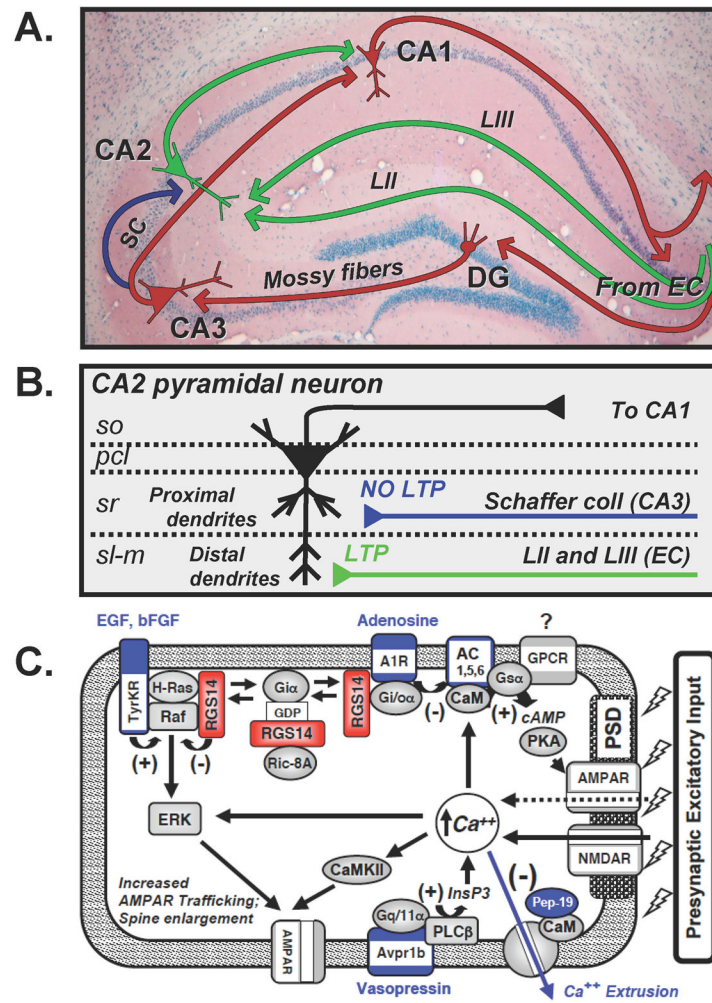 A.
CA1
CA2
LIII
LII
SC
Mossy fibers
DG
From EC
CA3
B.
CA2 pyramidal neuron
To CA1
so
pcl
sr
Proximal
dendrites
NO LTP
Schaffer coll (CA3)
sl-m
Distal
dendrites
LTP
LII and LIII (EC)
C.
EGF, bFGF
Adenosine
?
TyrKR
H-Ras
Raf
RGS14
Giα
GDP
RGS14
Ric-8A
RGS14
A1R
Gi/oα
(-)
AC
1,5,6
CaM
Gsα
GPCR
(+)
cAMP
PKA
PSD
AMPAR
NMDAR
Presynaptic Excitatory Input
(+)
(-)
ERK
Ca++
CaMKII
Increased
AMPAR Trafficking;
Spine enlargement
AMPAR
(+)
InsP3
Gq/11α
PLCβ
Avpr1b
Vasopressin
(-)
Pep-19
CaM
Ca++ Extrusion